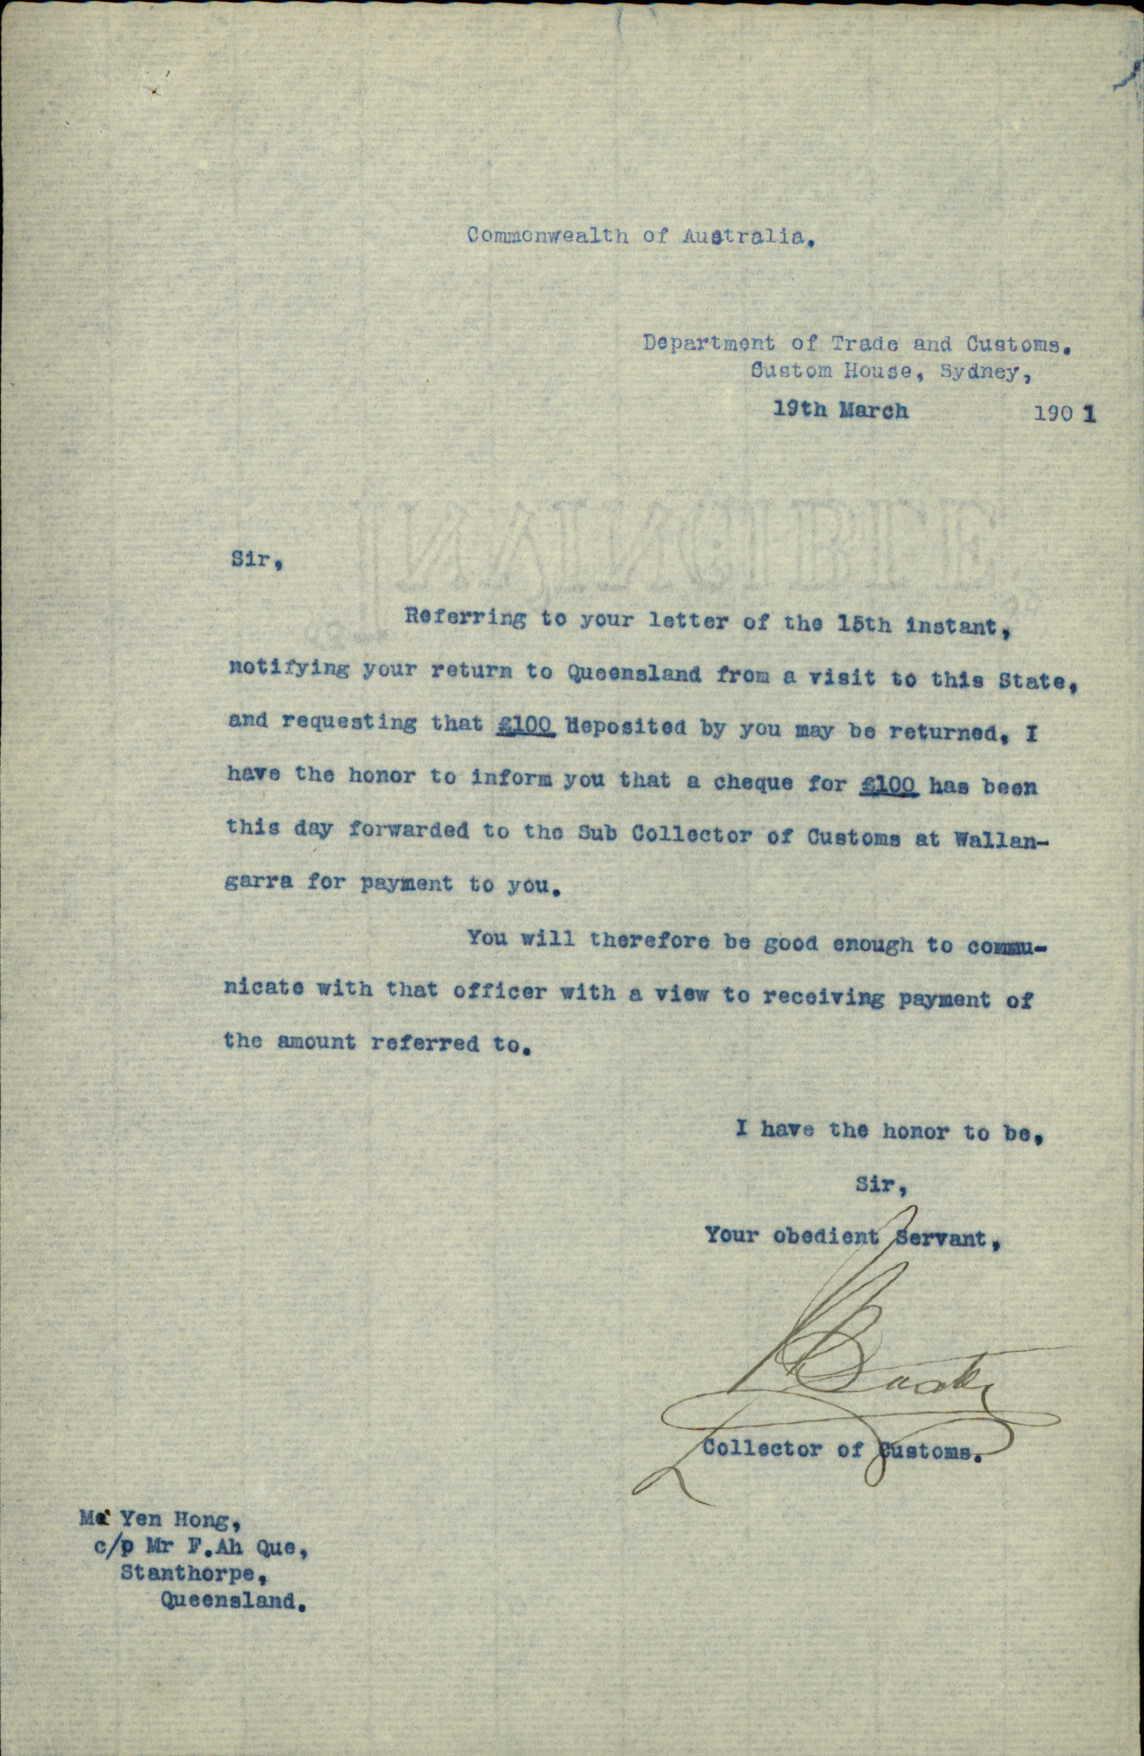 Commonwealth of Australia.
Department of Trade and Customs.
Custom House, Sydney,
19th March 1901
Sir,
Referring to your letter of the 15th instant,
notifying your return to Queensland from a visit to this State,
and requesting that £100 deposited by you may be returned, I
have the honor to inform you that a cheque for £100 has been
this day forwarded to the Sub Collector of Customs at Wallan-
garra for payment to you.
You will therefore be good enough to commu-
nicate with that officer with a view to receiving payment of
the amount referred to.
I have the honor to be,
Sir,
Your obedient Servant,
Collector of Customs.
Yen Hong,
c/p Mr F.Ah Que,
Stanthorpe,
Queensland.
INVINCIBLE